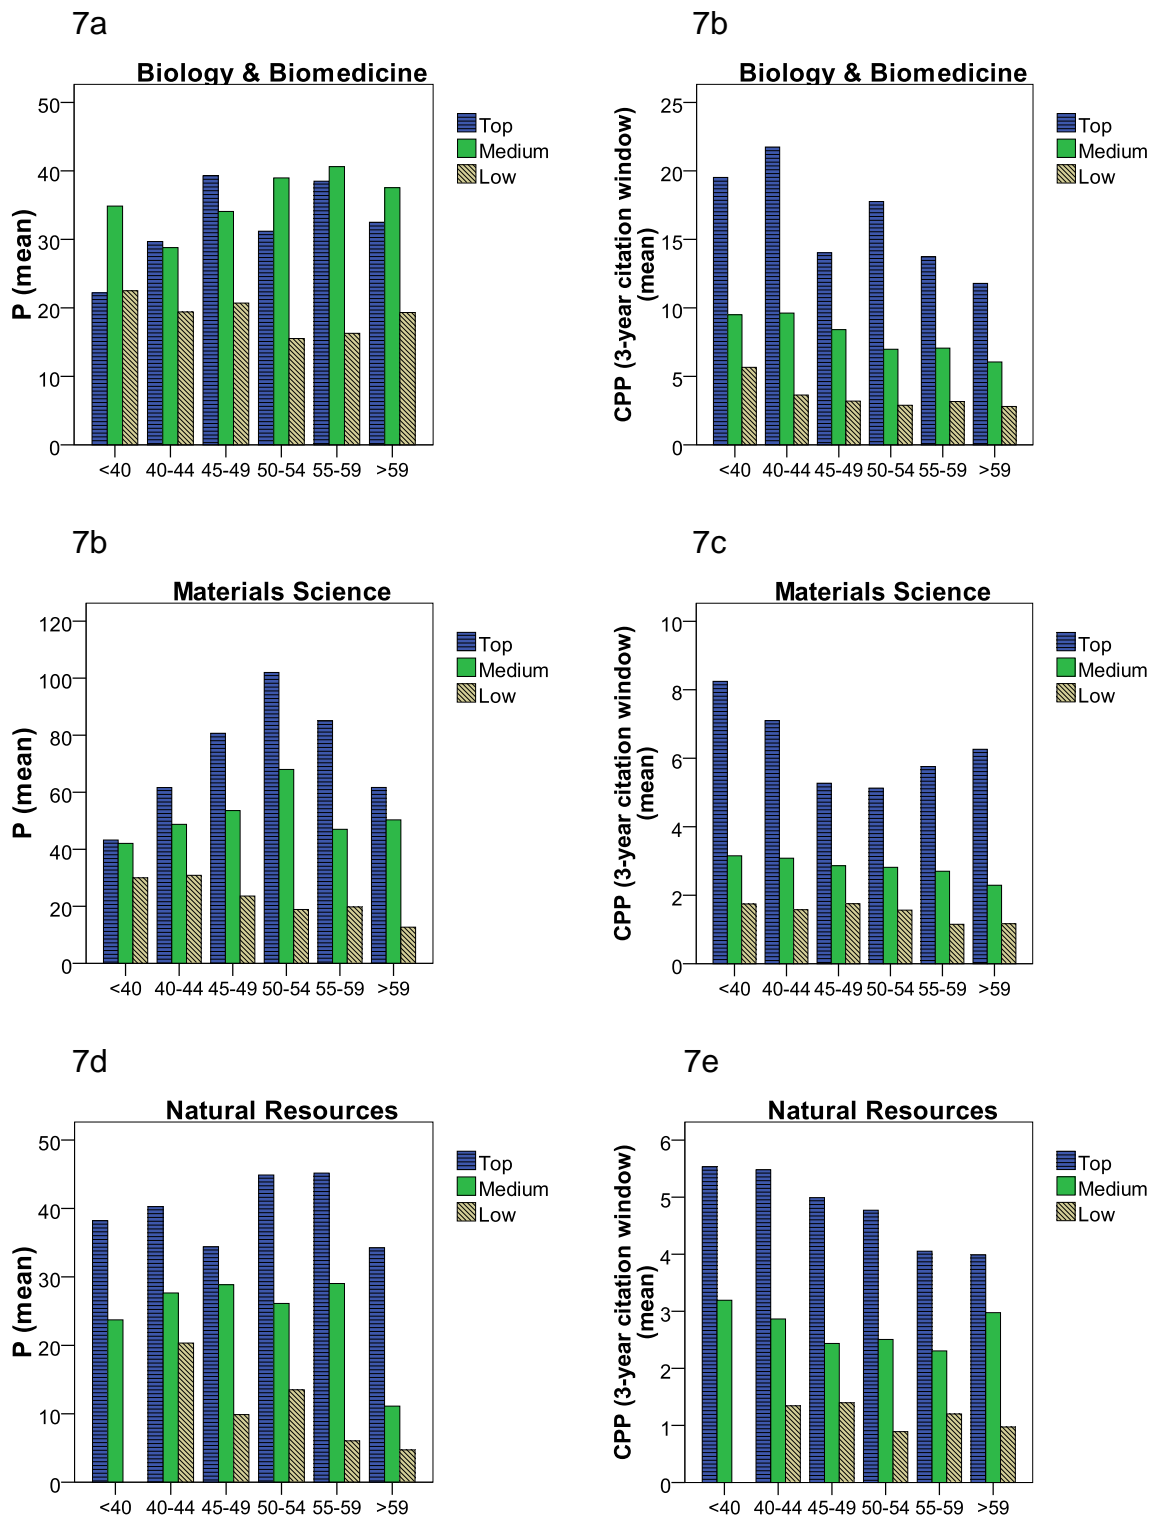 7a
Biology & Biomedicine
50
40
30
20
10
0
P (mean)
<40 40-44 45-49 50-54 55-59 >59
Top
Medium
Low
7b
Biology & Biomedicine
25
20
15
10
5
0
CPP (3-year citation window)
(mean)
<40 40-44 45-49 50-54 55-59 >59
Top
Medium
Low
7b
Materials Science
120
100
80
60
40
20
0
P (mean)
<40 40-44 45-49 50-54 55-59 >59
Top
Medium
Low
7c
Materials Science
10
8
6
4
2
0
CPP (3-year citation window)
(mean)
<40 40-44 45-49 50-54 55-59 >59
Top
Medium
Low
7d
Natural Resources
50
40
30
20
10
0
P (mean)
<40 40-44 45-49 50-54 55-59 >59
Top
Medium
Low
7e
Natural Resources
6
5
4
3
2
1
0
CPP (3-year citation window)
(mean)
<40 40-44 45-49 50-54 55-59 >59
Top
Medium
Low